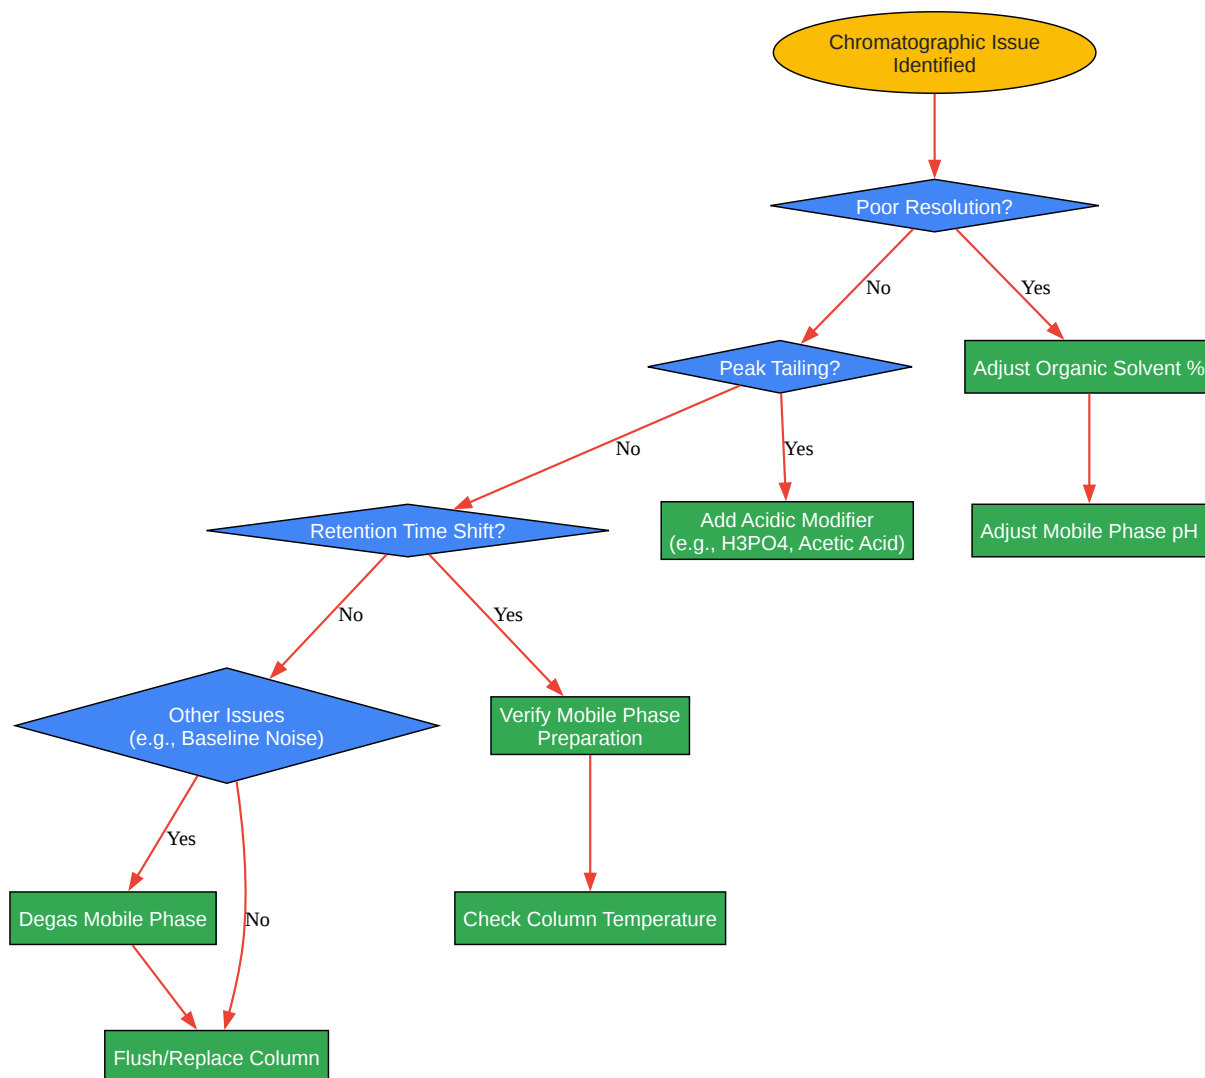 Chromatographic Issue
Identified
Poor Resolution?
No
Yes
Peak Tailing?
Adjust Organic Solvent %
No
Yes
Retention Time Shift?
Add Acidic Modifier
(e.g., H3PO4, Acetic Acid)
Adjust Mobile Phase pH
No
Yes
Other Issues
(e.g., Baseline Noise)
Verify Mobile Phase
Preparation
Yes
Degas Mobile Phase
No
Check Column Temperature
Flush/Replace Column